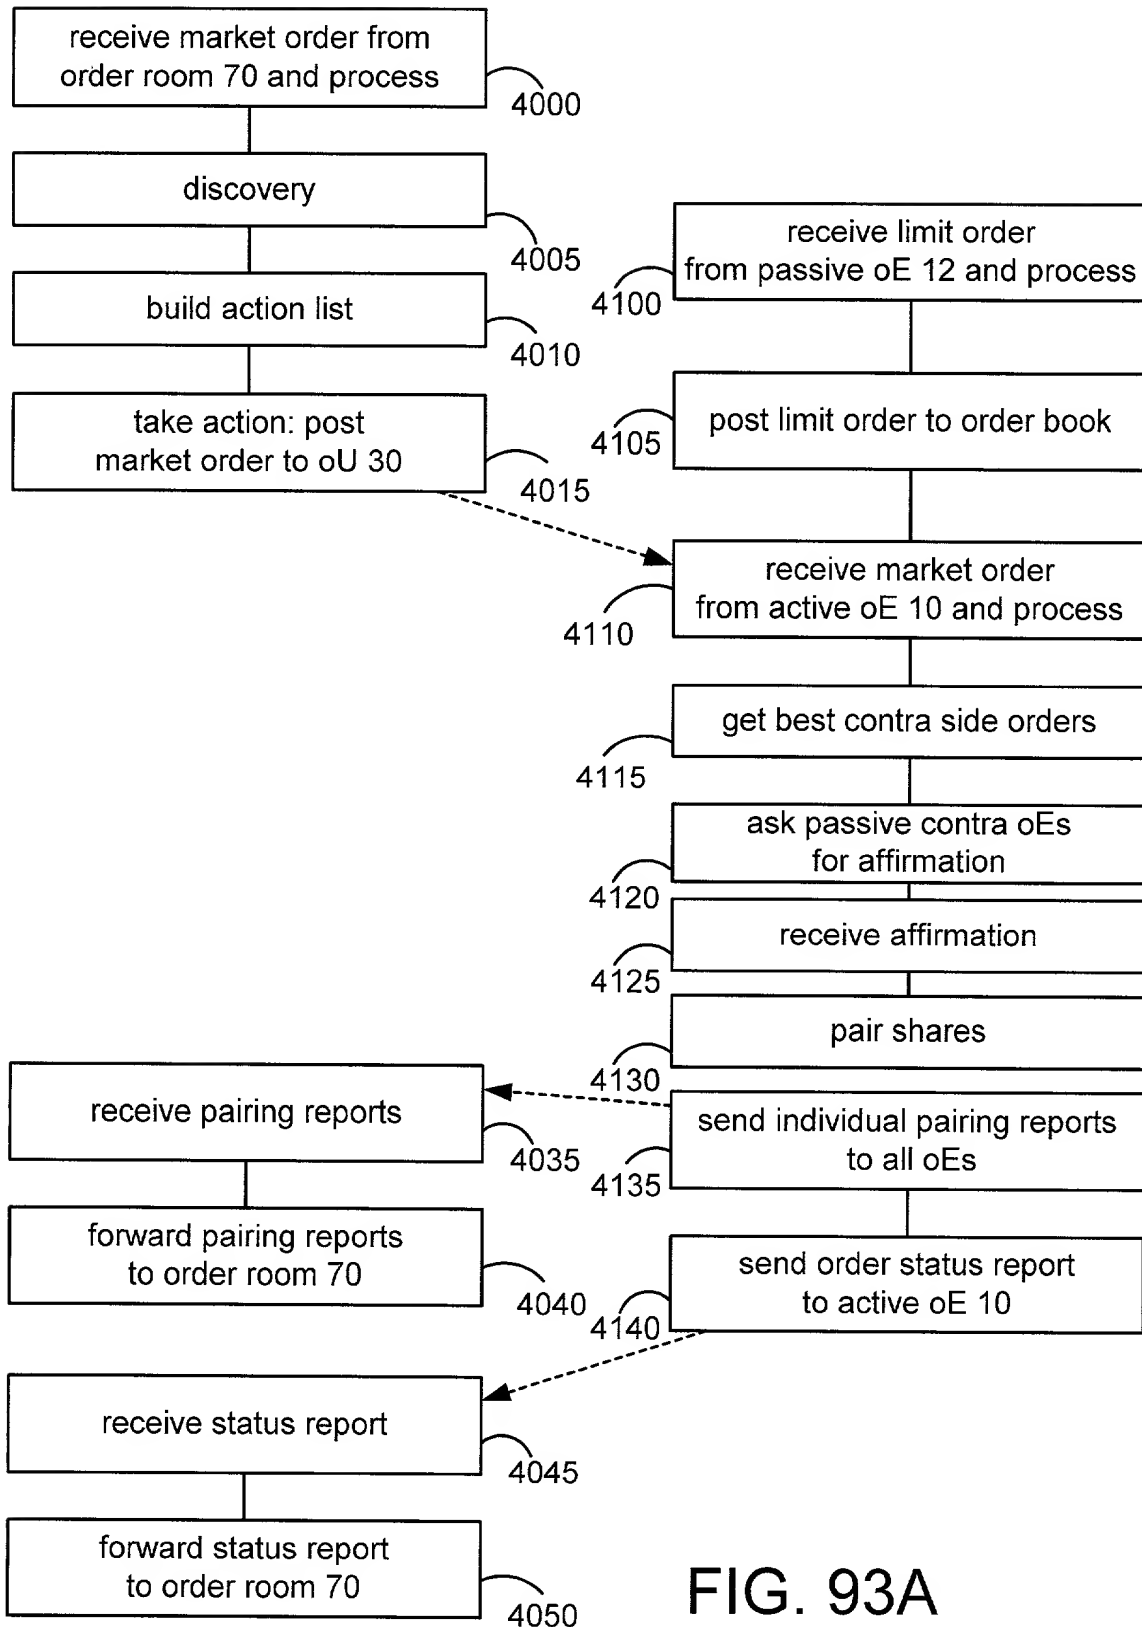 receive market order from
order room 70 and process
4000
discovery
4005
build action list
4010
take action: post
market order to oU 30
4015
receive limit order
from passive oE 12 and process
4100
post limit order to order book
4105
receive market order
from active oE 10 and process
4110
get best contra side orders
4115
ask passive contra oEs
for affirmation
4120
receive affirmation
4125
pair shares
4130
send individual pairing reports
to all oEs
4135
send order status report
to active oE 10
4140
receive pairing reports
4035
forward pairing reports
to order room 70
4040
receive status report
4045
forward status report
to order room 70
4050
FIG. 93A